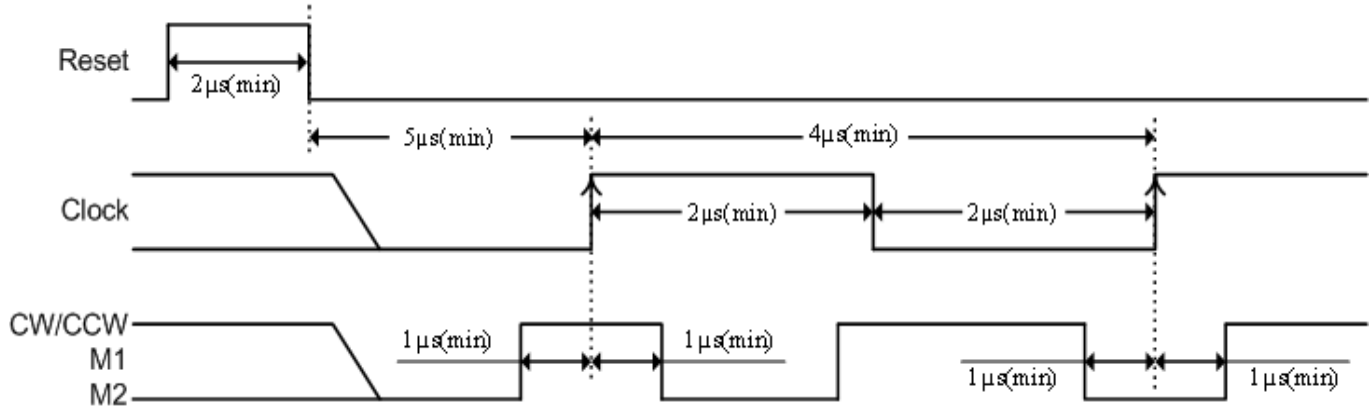 Reset
2μs(min)
5μs(min) 4μs(min)
Clock
2μs(min) 2μs(min)
CW/CCW
1μs(min) 1μs(min)
M1
1μs(min) 1μs(min)
M2